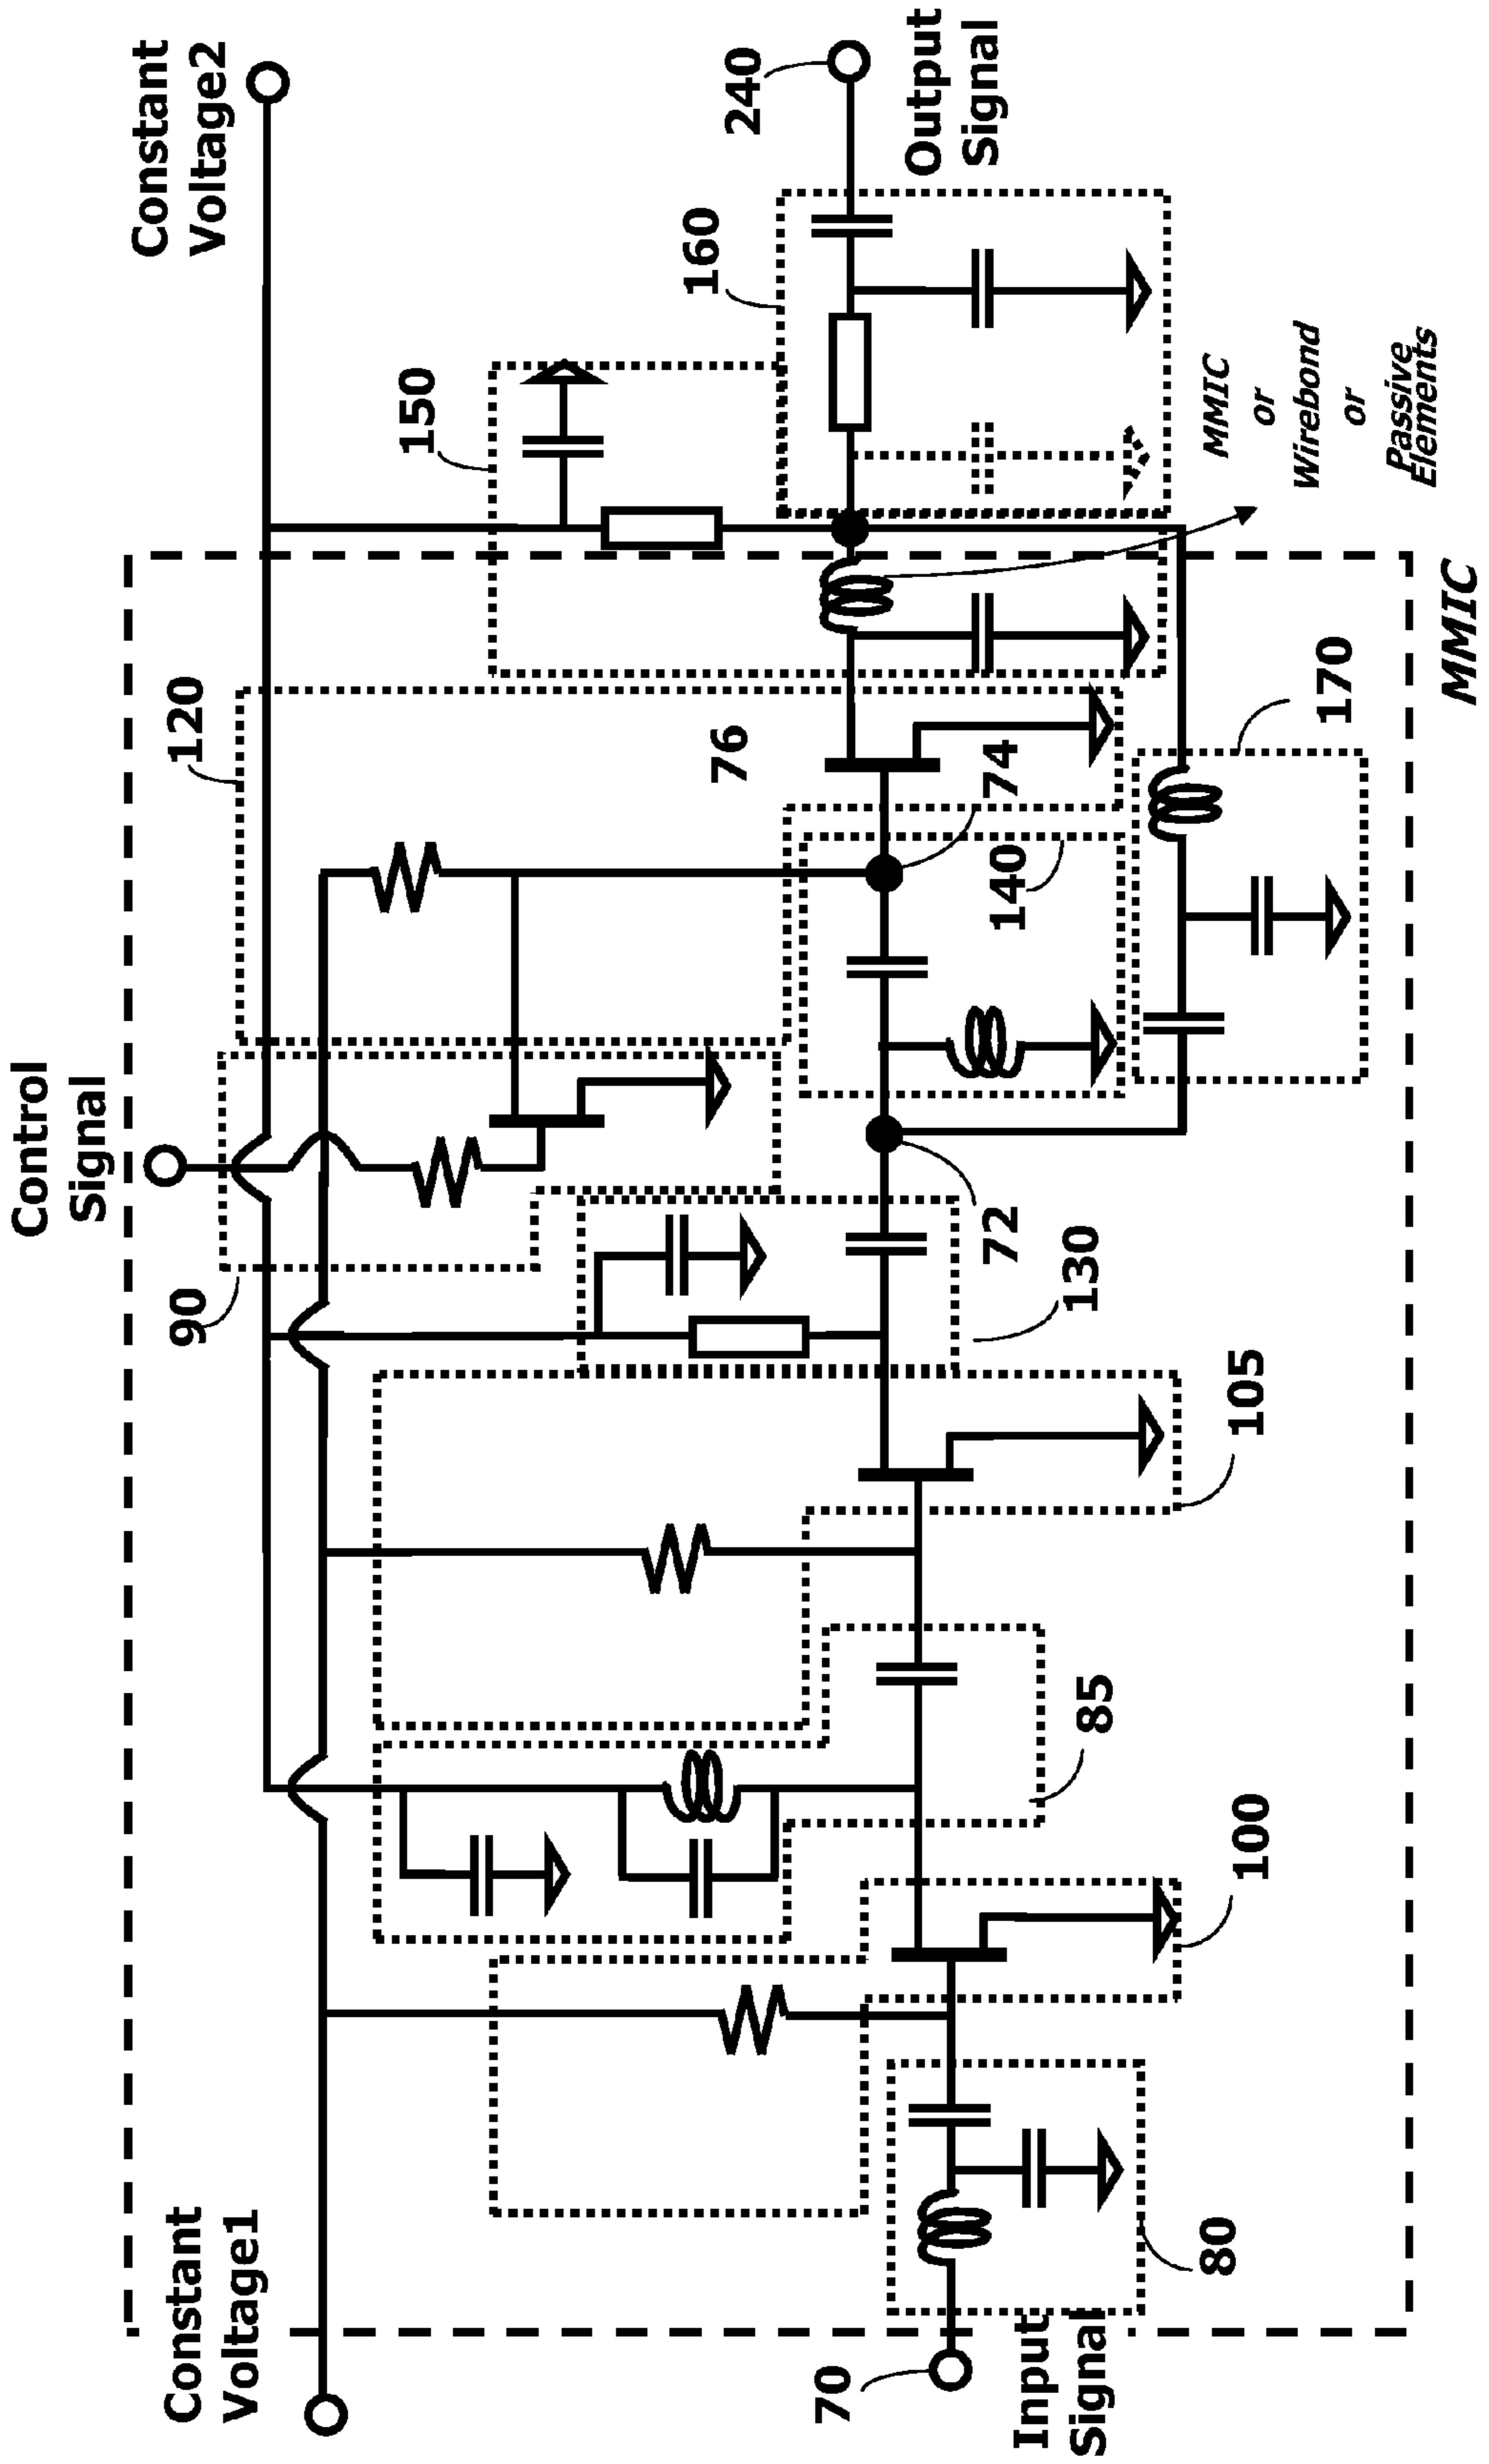 Constant
Voltage1
Control
Signal
Constant
Voltage2
90
120
150
160
240
Output
Signal
76
74
140
72
130
105
85
100
80
70
Input
Signal
170
MMIC
or
Wirebond
or
Passive
Elements
MMIC